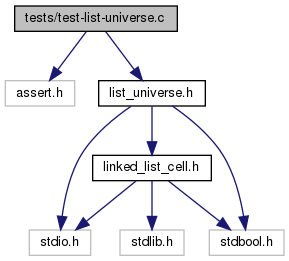 tests/test-list-universe.c
assert.h
list_universe.h
linked_list_cell.h
stdio.h
stdlib.h
stdbool.h